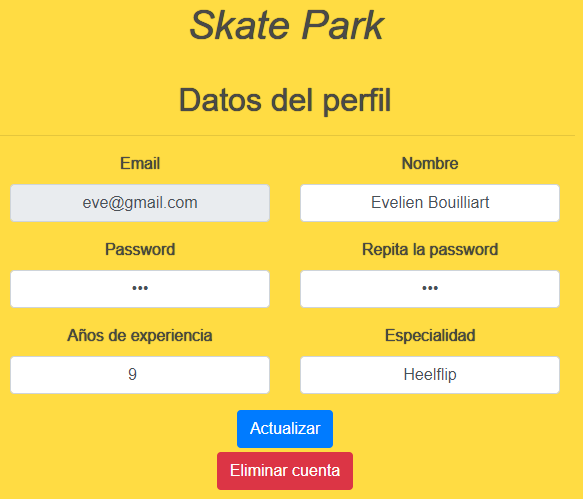 Skate Park
Datos del perfil
Email
Nombre
eve@gmail.com
Evelien Bouilliart
Password
Repita la password
•••
•••
Años de experiencia
Especialidad
9
Heelflip
Actualizar
Eliminar cuenta